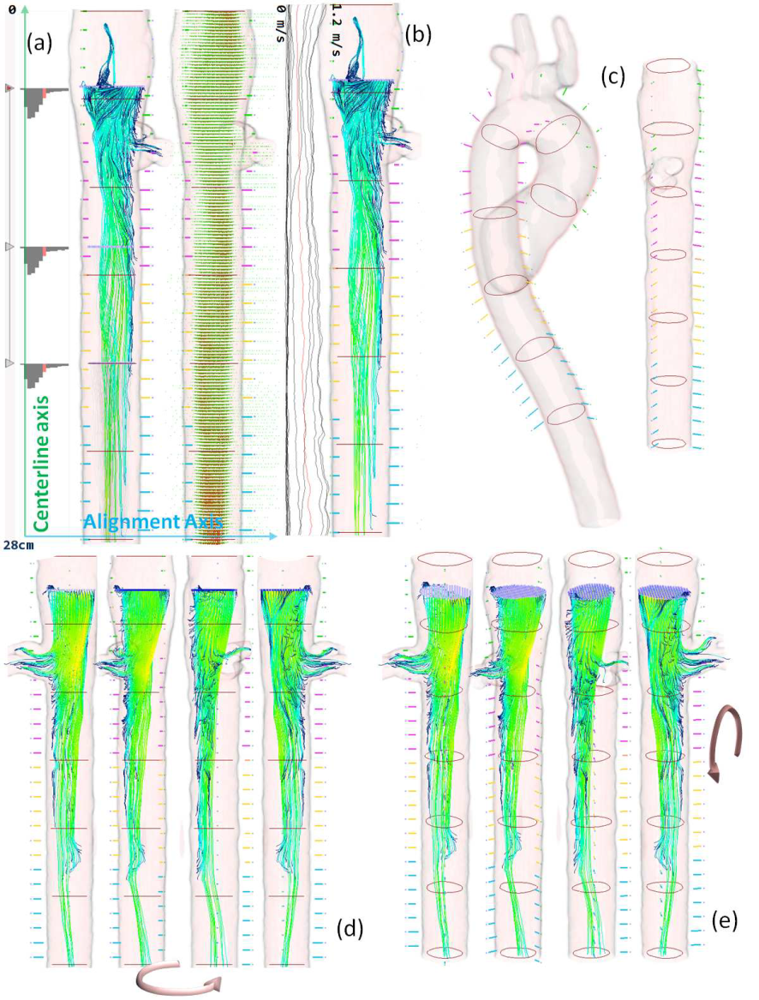 0
(a)
0 m/s
1.2 m/s
(b)
(c)
Centerline axis
Alignment Axis
28cm
(d)
(e)